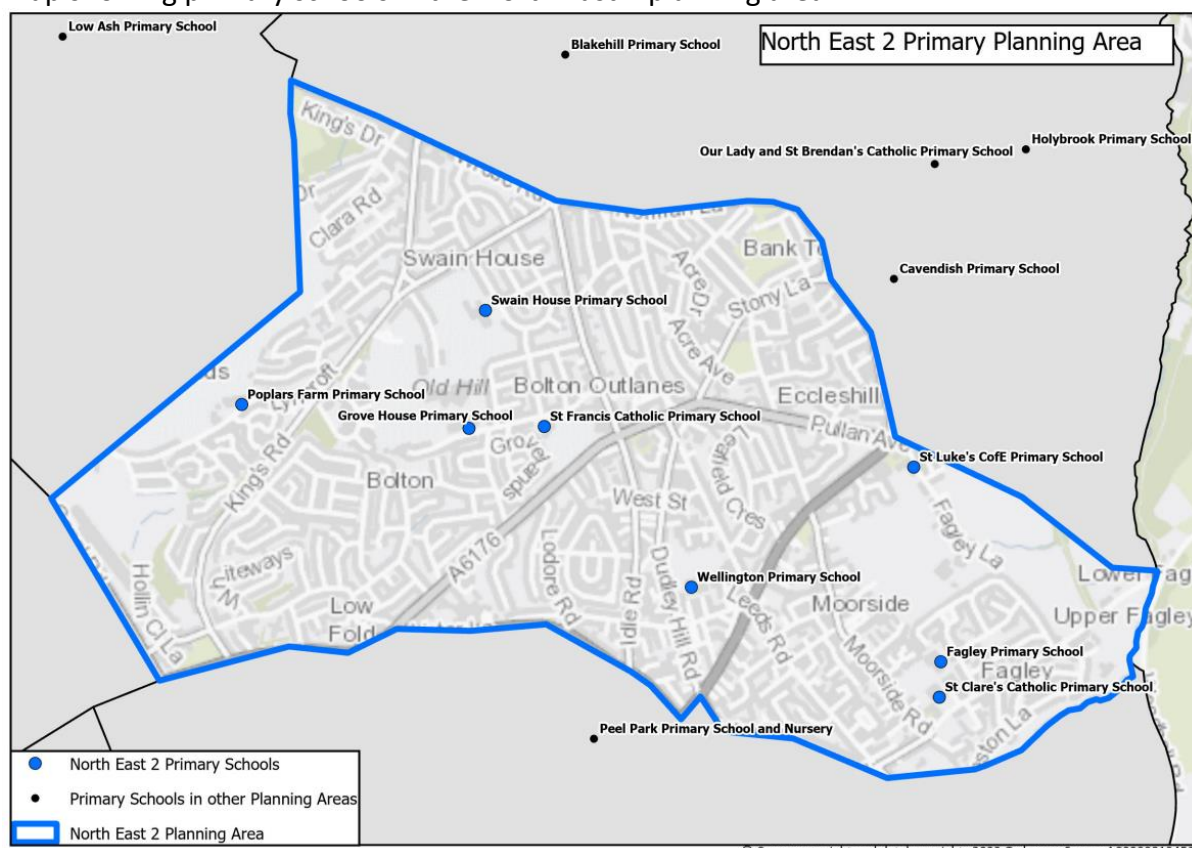 North East 2 Primary Planning Area
Low Ash Primary School
Blakehill Primary School
Our Lady and St Brendan's Catholic Primary School
Holybrook Primary School
Cavendish Primary School
King's Dr
Clara Rd
Swain House
Swain House Primary School
Bank To
Acre Dr
Stony La
Acre Ave
Poplars Farm Primary School
Old Hill
Bolton Outlanes
Eccleshill
Grove House Primary School
St Francis Catholic Primary School
Pullan Ave
King's Rd
Bolton
Leafield Cres
St Luke's CofE Primary School
West St
Fagley La
A6176
Lodore Rd
Idle Rd
Dudley Hill Rd
Wellington Primary School
Leeds Rd
Moorside
Hollin Cl La
Low
Fold
Upper Fagley
Moorside Rd
Fagley Primary School
Fagley
St Clare's Catholic Primary School
Peel Park Primary School and Nursery
North East 2 Primary Schools
Primary Schools in other Planning Areas
North East 2 Planning Area